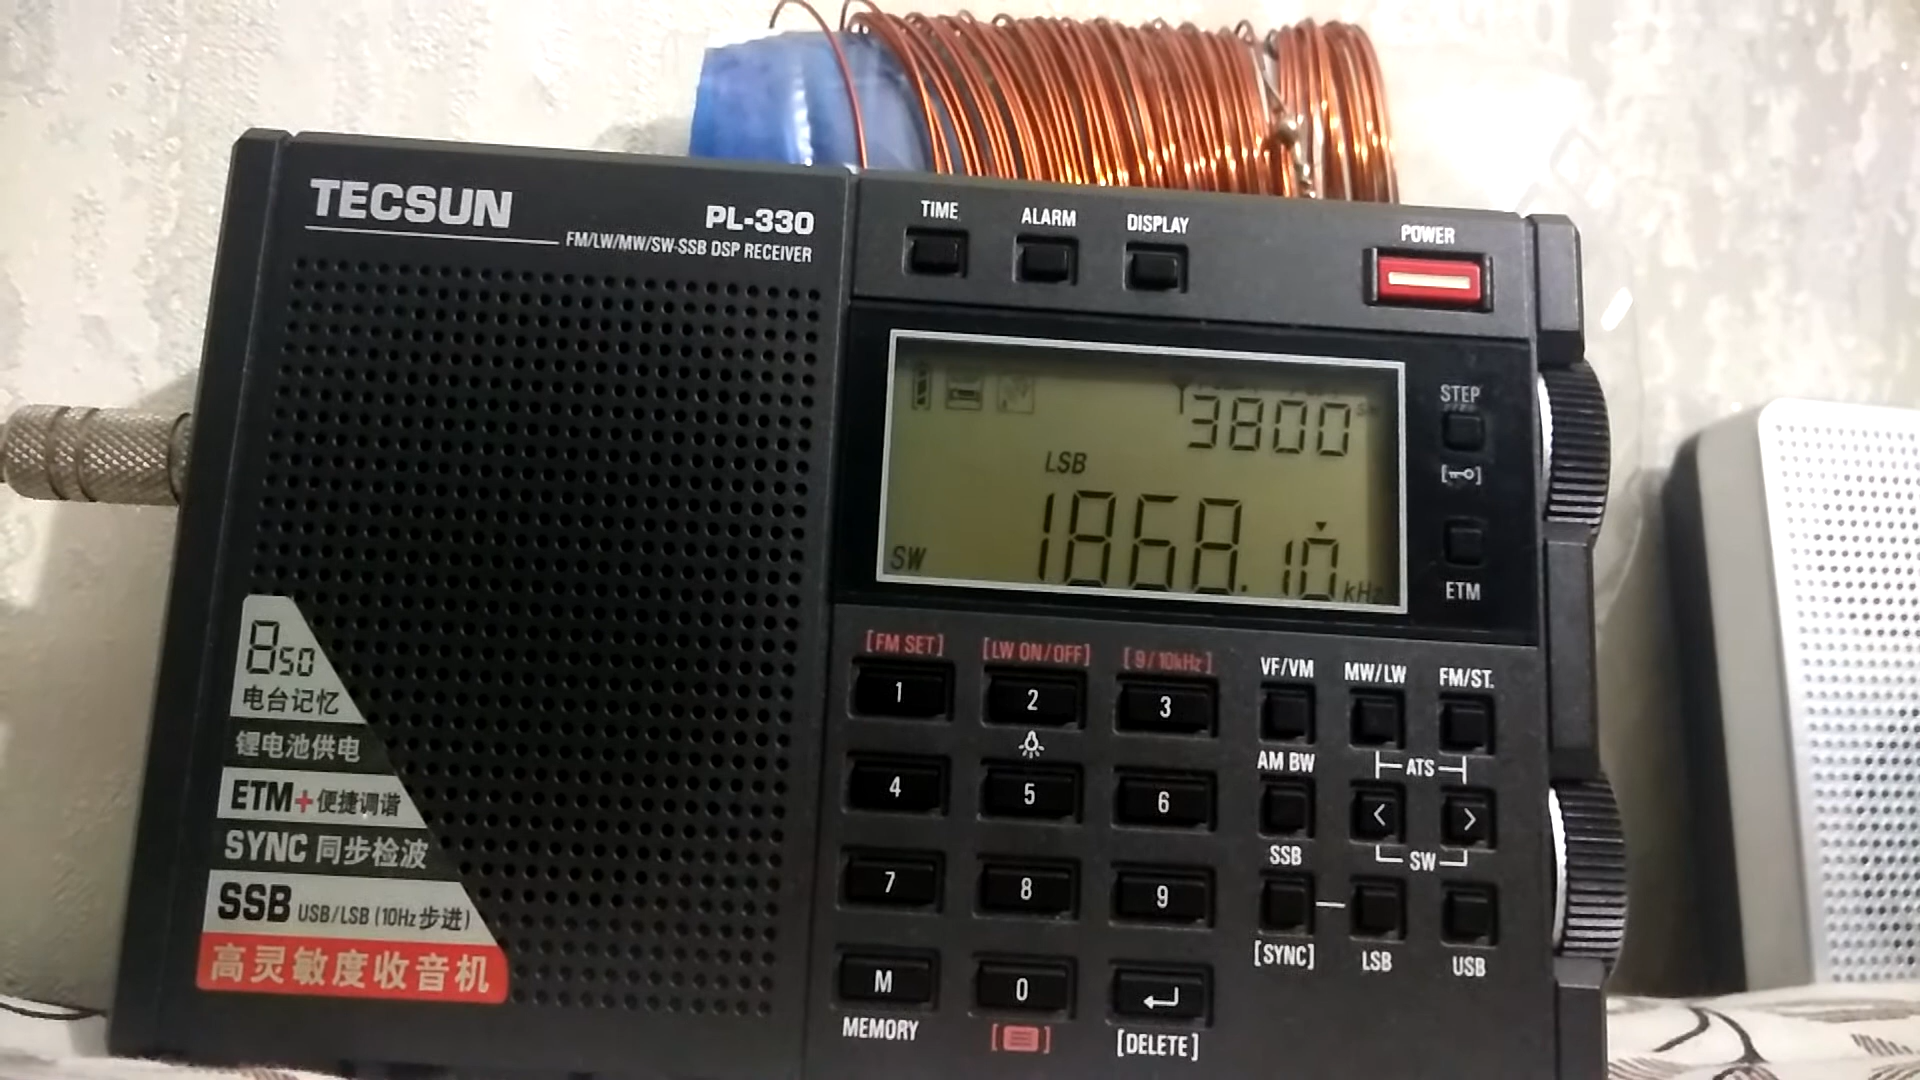 TECSUN
PL-330
FM/LW/MW/SW-SSB DSP RECEIVER
TIME ALARM DISPLAY POWER
3800
LSB
SW 1868.10 kHz
STEP
ETM
850
电台记忆
锂电池供电
ETM+便捷调谐
SYNC 同步检波
SSB USB/LSB (10Hz步进)
高灵敏度收音机
[FM SET] [LW ON/OFF] [9/10kHz]
1 2 3
4 5 6
7 8 9
M 0
MEMORY [DELETE]
VF/VM MW/LW FM/ST.
AM BW ATS
< >
SSB SW
[SYNC] LSB USB